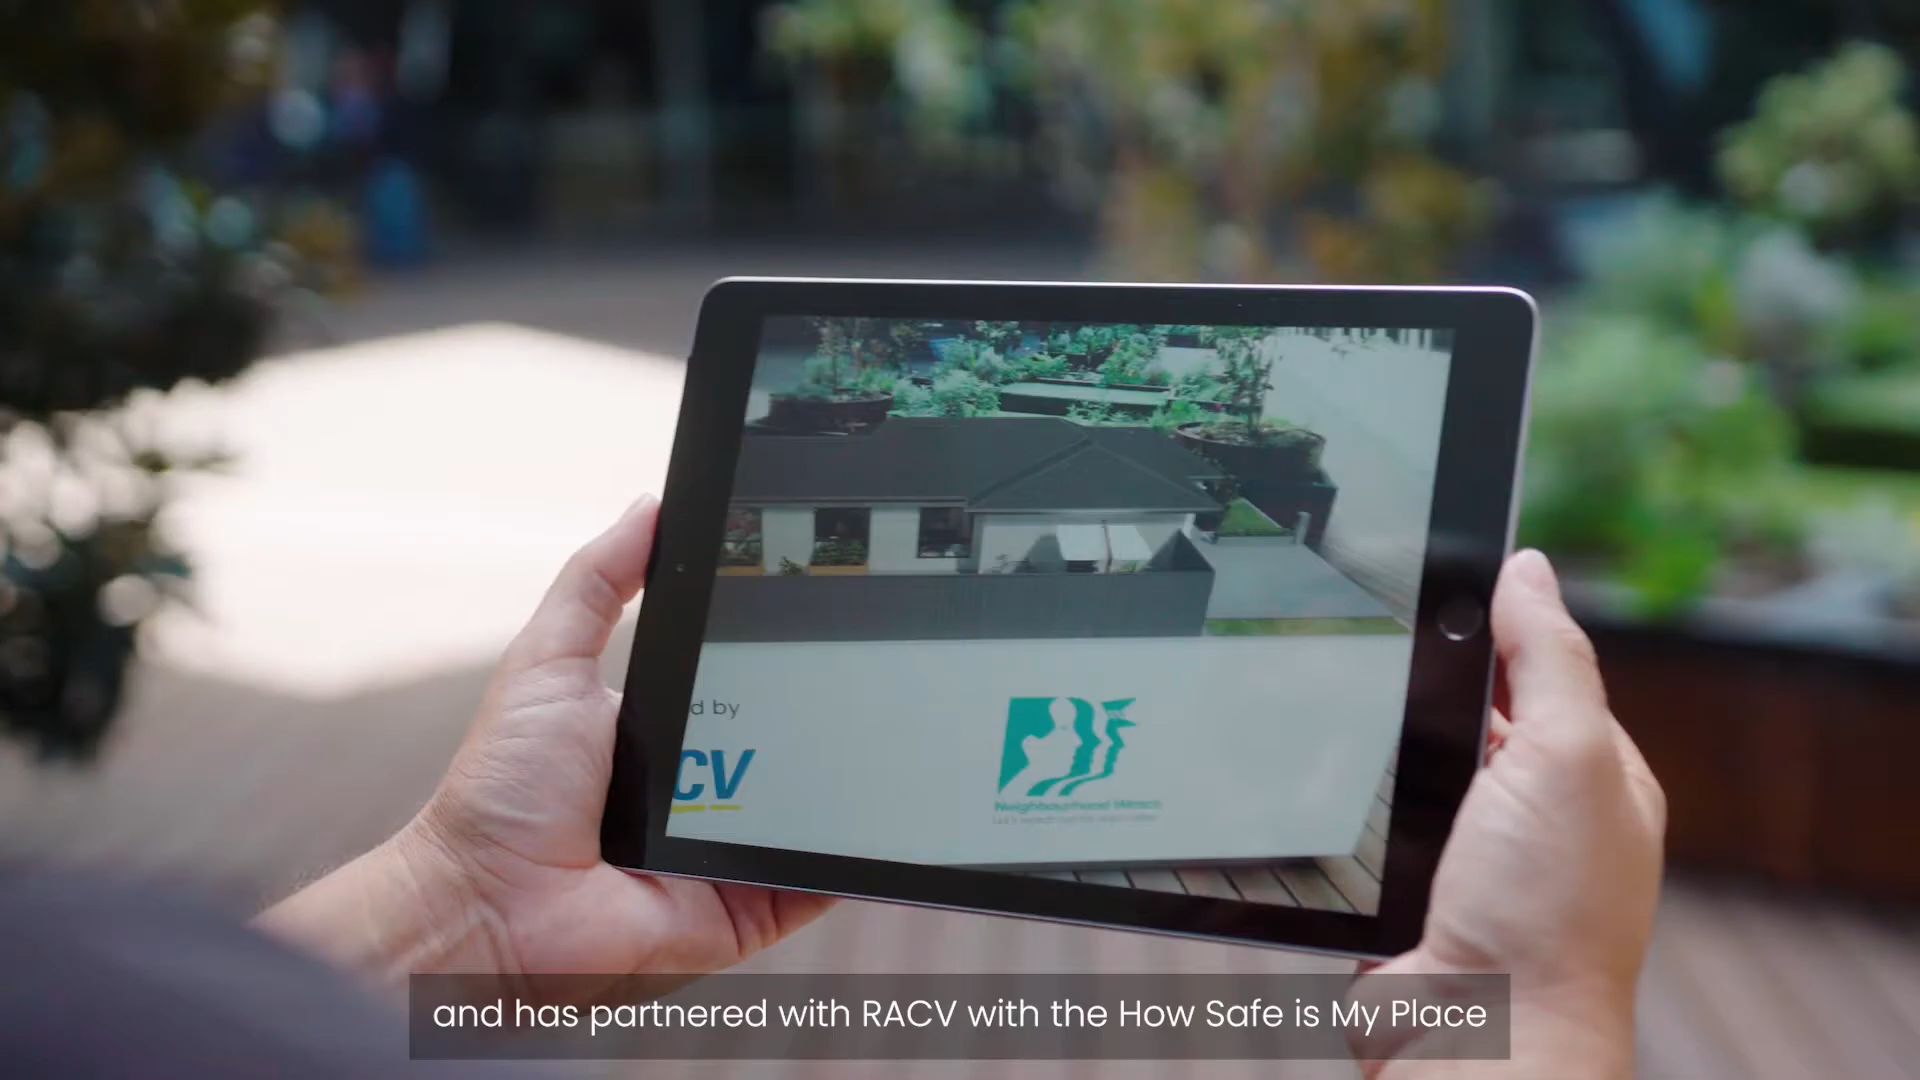 d by
CV
Neighbourhood Watch
and has partnered with RACV with the How Safe is My Place